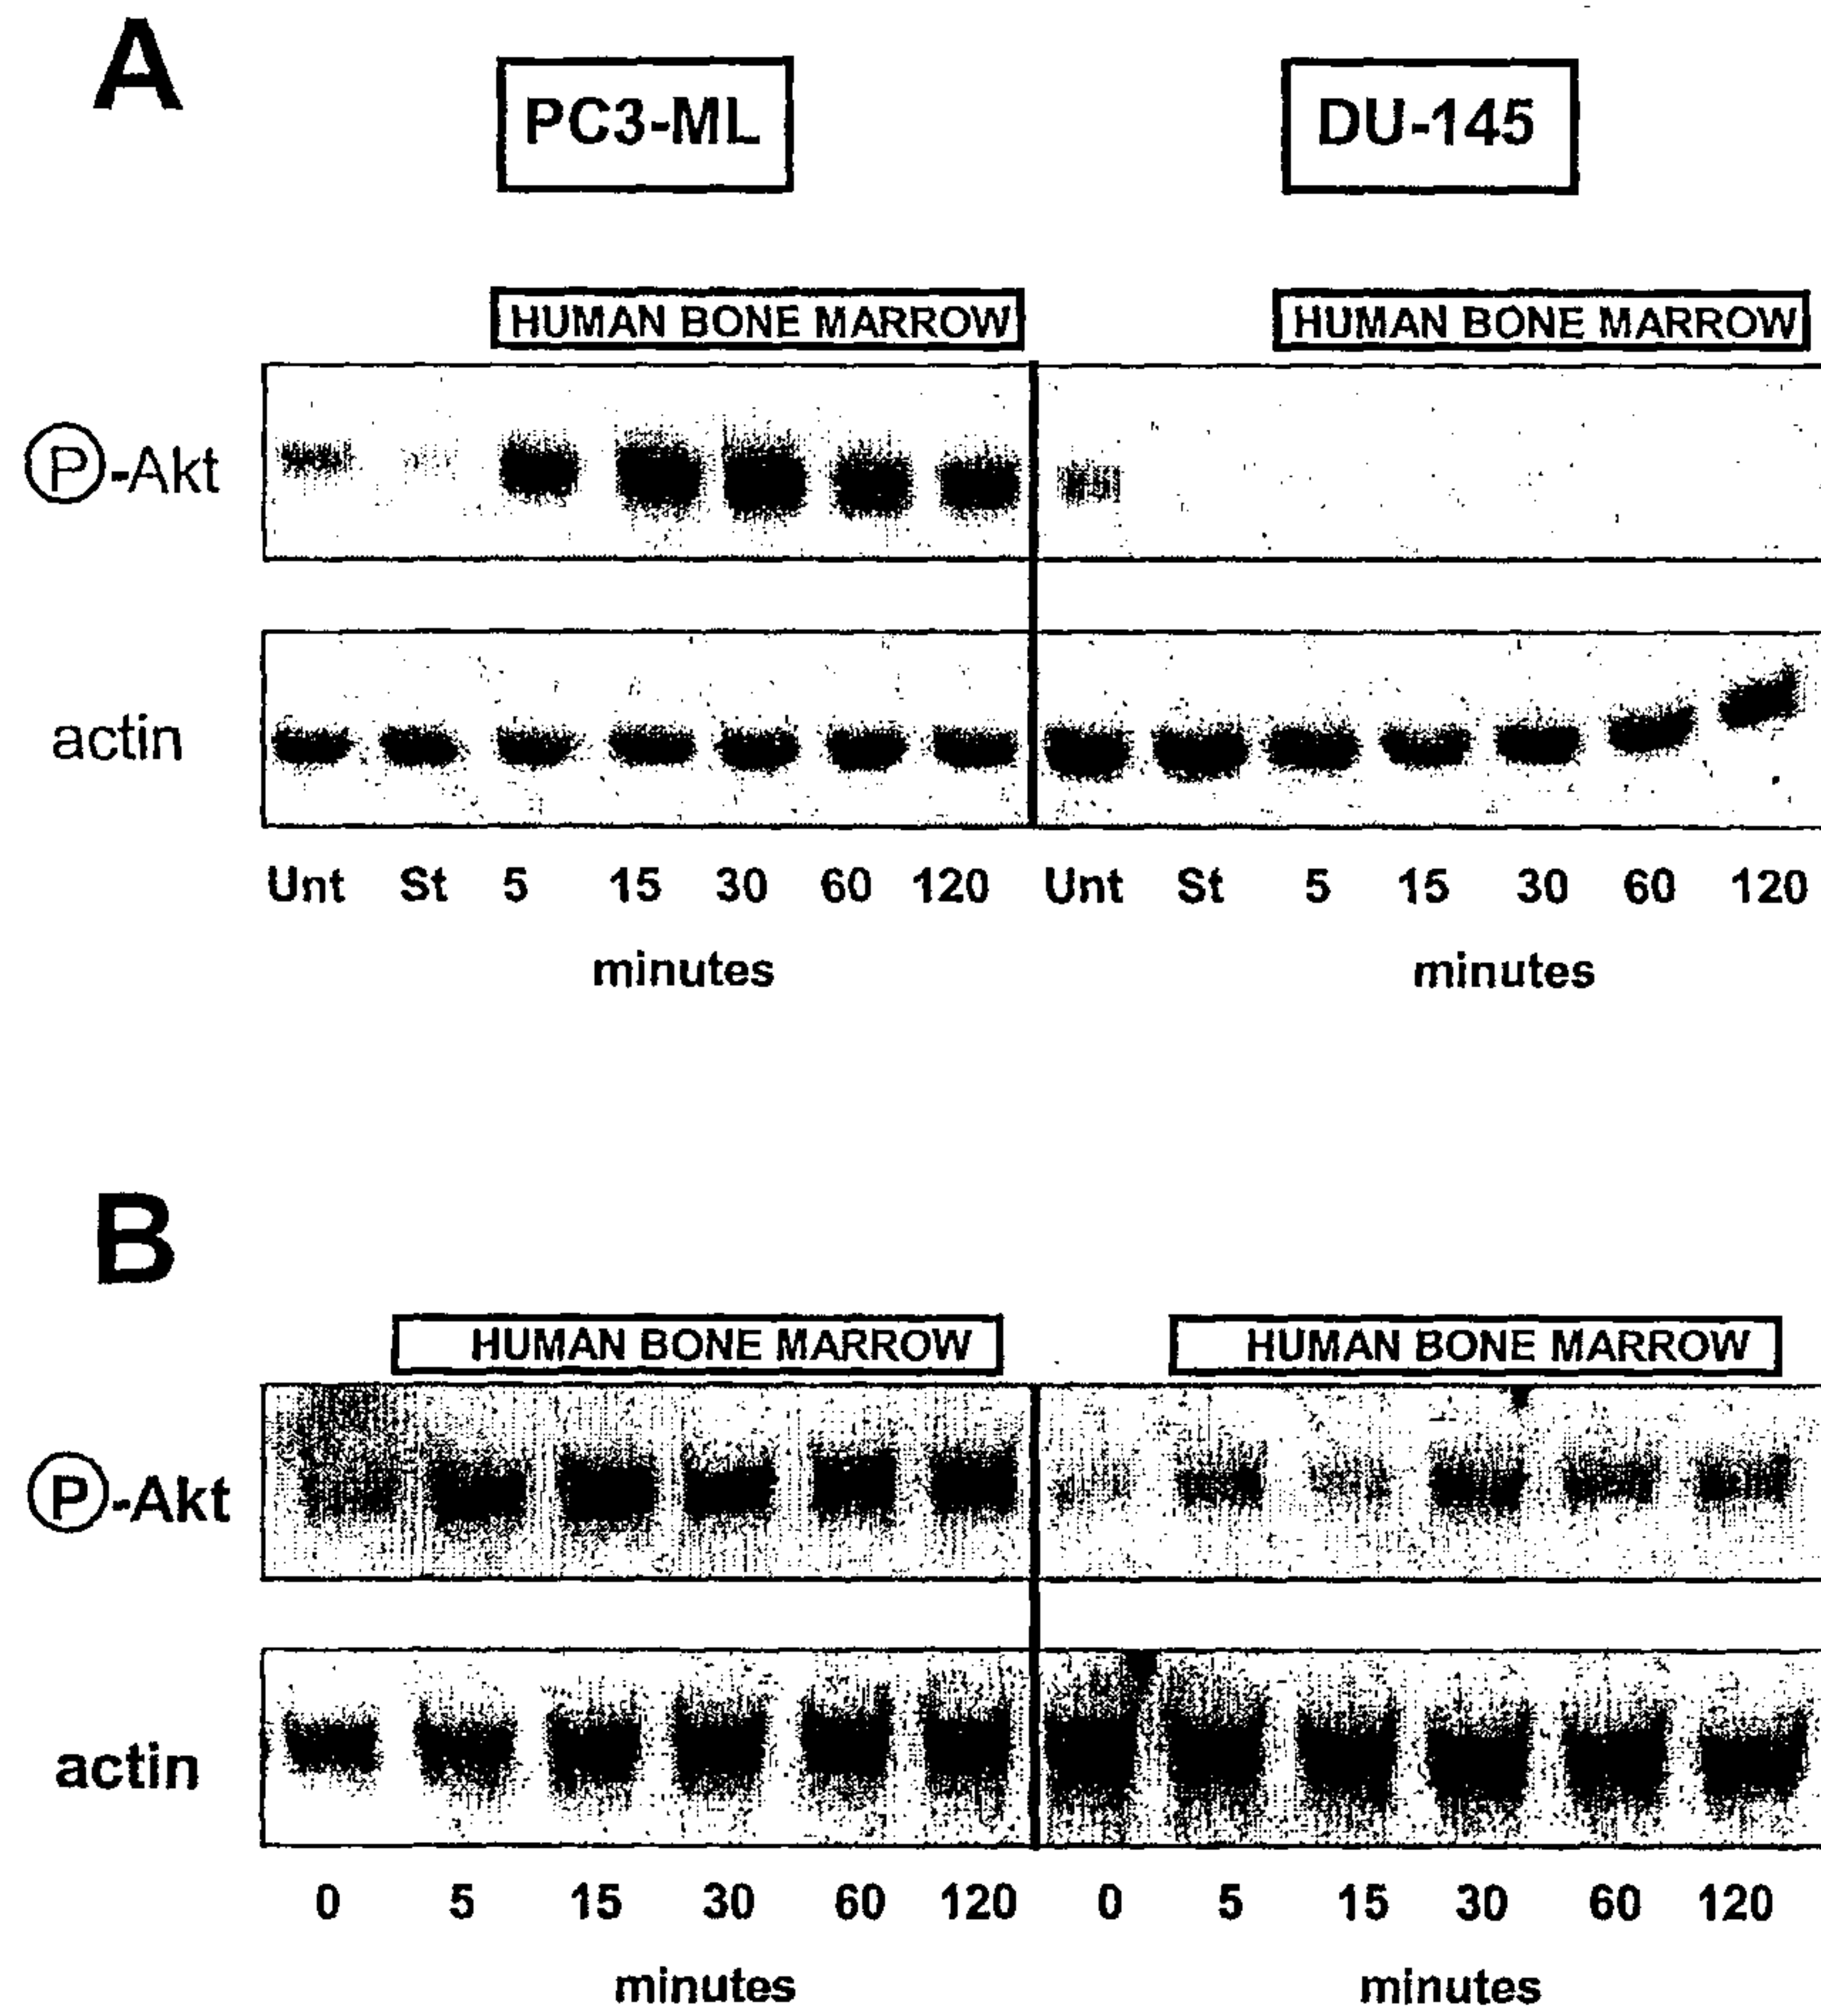 A
PC3-ML DU-145
HUMAN BONE MARROW HUMAN BONE MARROW
P-Akt
actin
Unt St 5 15 30 60 120 Unt St 5 15 30 60 120
minutes minutes
B
HUMAN BONE MARROW HUMAN BONE MARROW
P-Akt
actin
0 5 15 30 60 120 0 5 15 30 60 120
minutes minutes